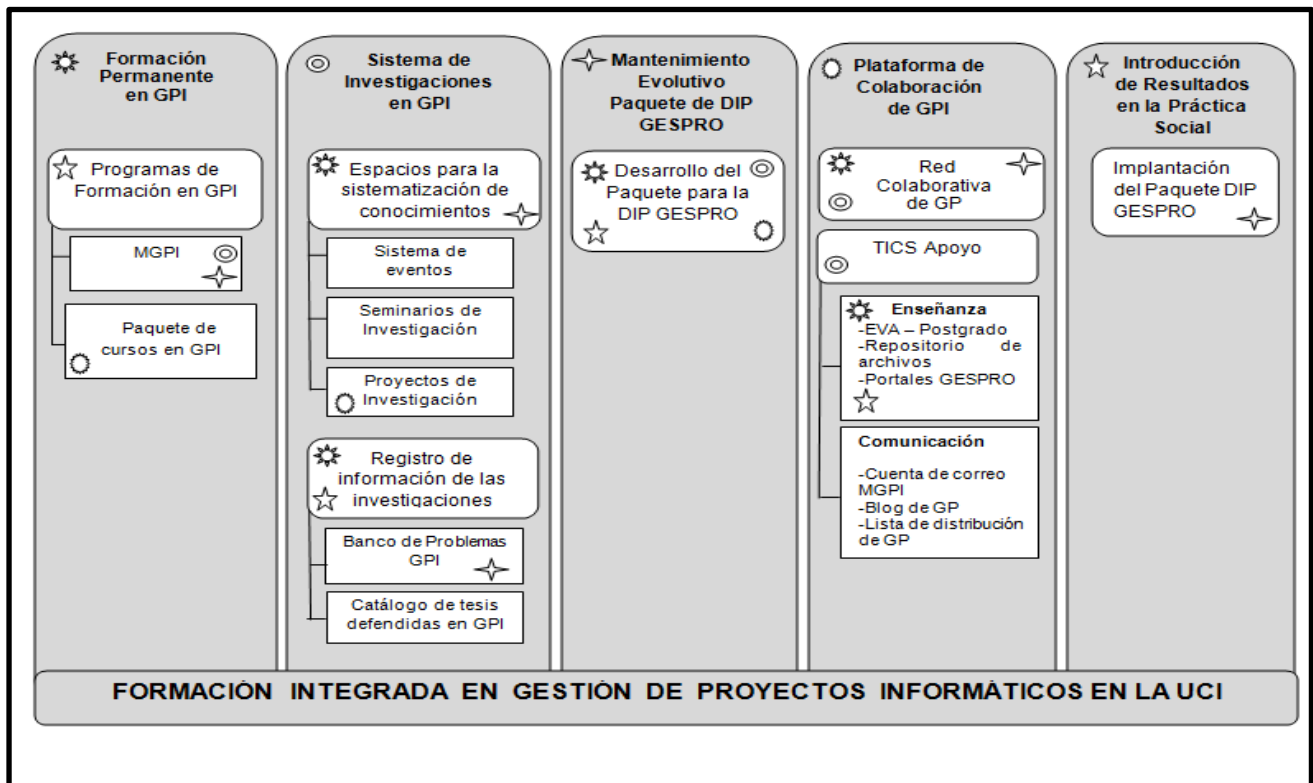 Formación
Permanente
en GPI
Programas de
Formación en GPI
MGPI
Paquete de
cursos en GPI
Sistema de
Investigaciones
en GPI
Espacios para la
sistematización de
conocimientos
Sistema de
eventos
Seminarios de
Investigación
Proyectos de
Investigación
Registro de
información de las
investigaciones
Banco de Problemas
GPI
Catálogo de tesis
defendidas en GPI
Mantenimiento
Evolutivo
Paquete de DIP
GESPRO
Desarrollo del
Paquete para la
DIP GESPRO
Plataforma de
Colaboración
de GPI
Red
Colaborativa
de GP
TICS Apoyo
Enseñanza
-EVA – Postgrado
-Repositorio de
archivos
-Portales GESPRO
Comunicación
-Cuenta de correo
MGPI
-Blog de GP
-Lista de distribución
de GP
Introducción
de Resultados
en la Práctica
Social
Implantación
del Paquete DIP
GESPRO
FORMACIÓN INTEGRADA EN GESTIÓN DE PROYECTOS INFORMÁTICOS EN LA UCI